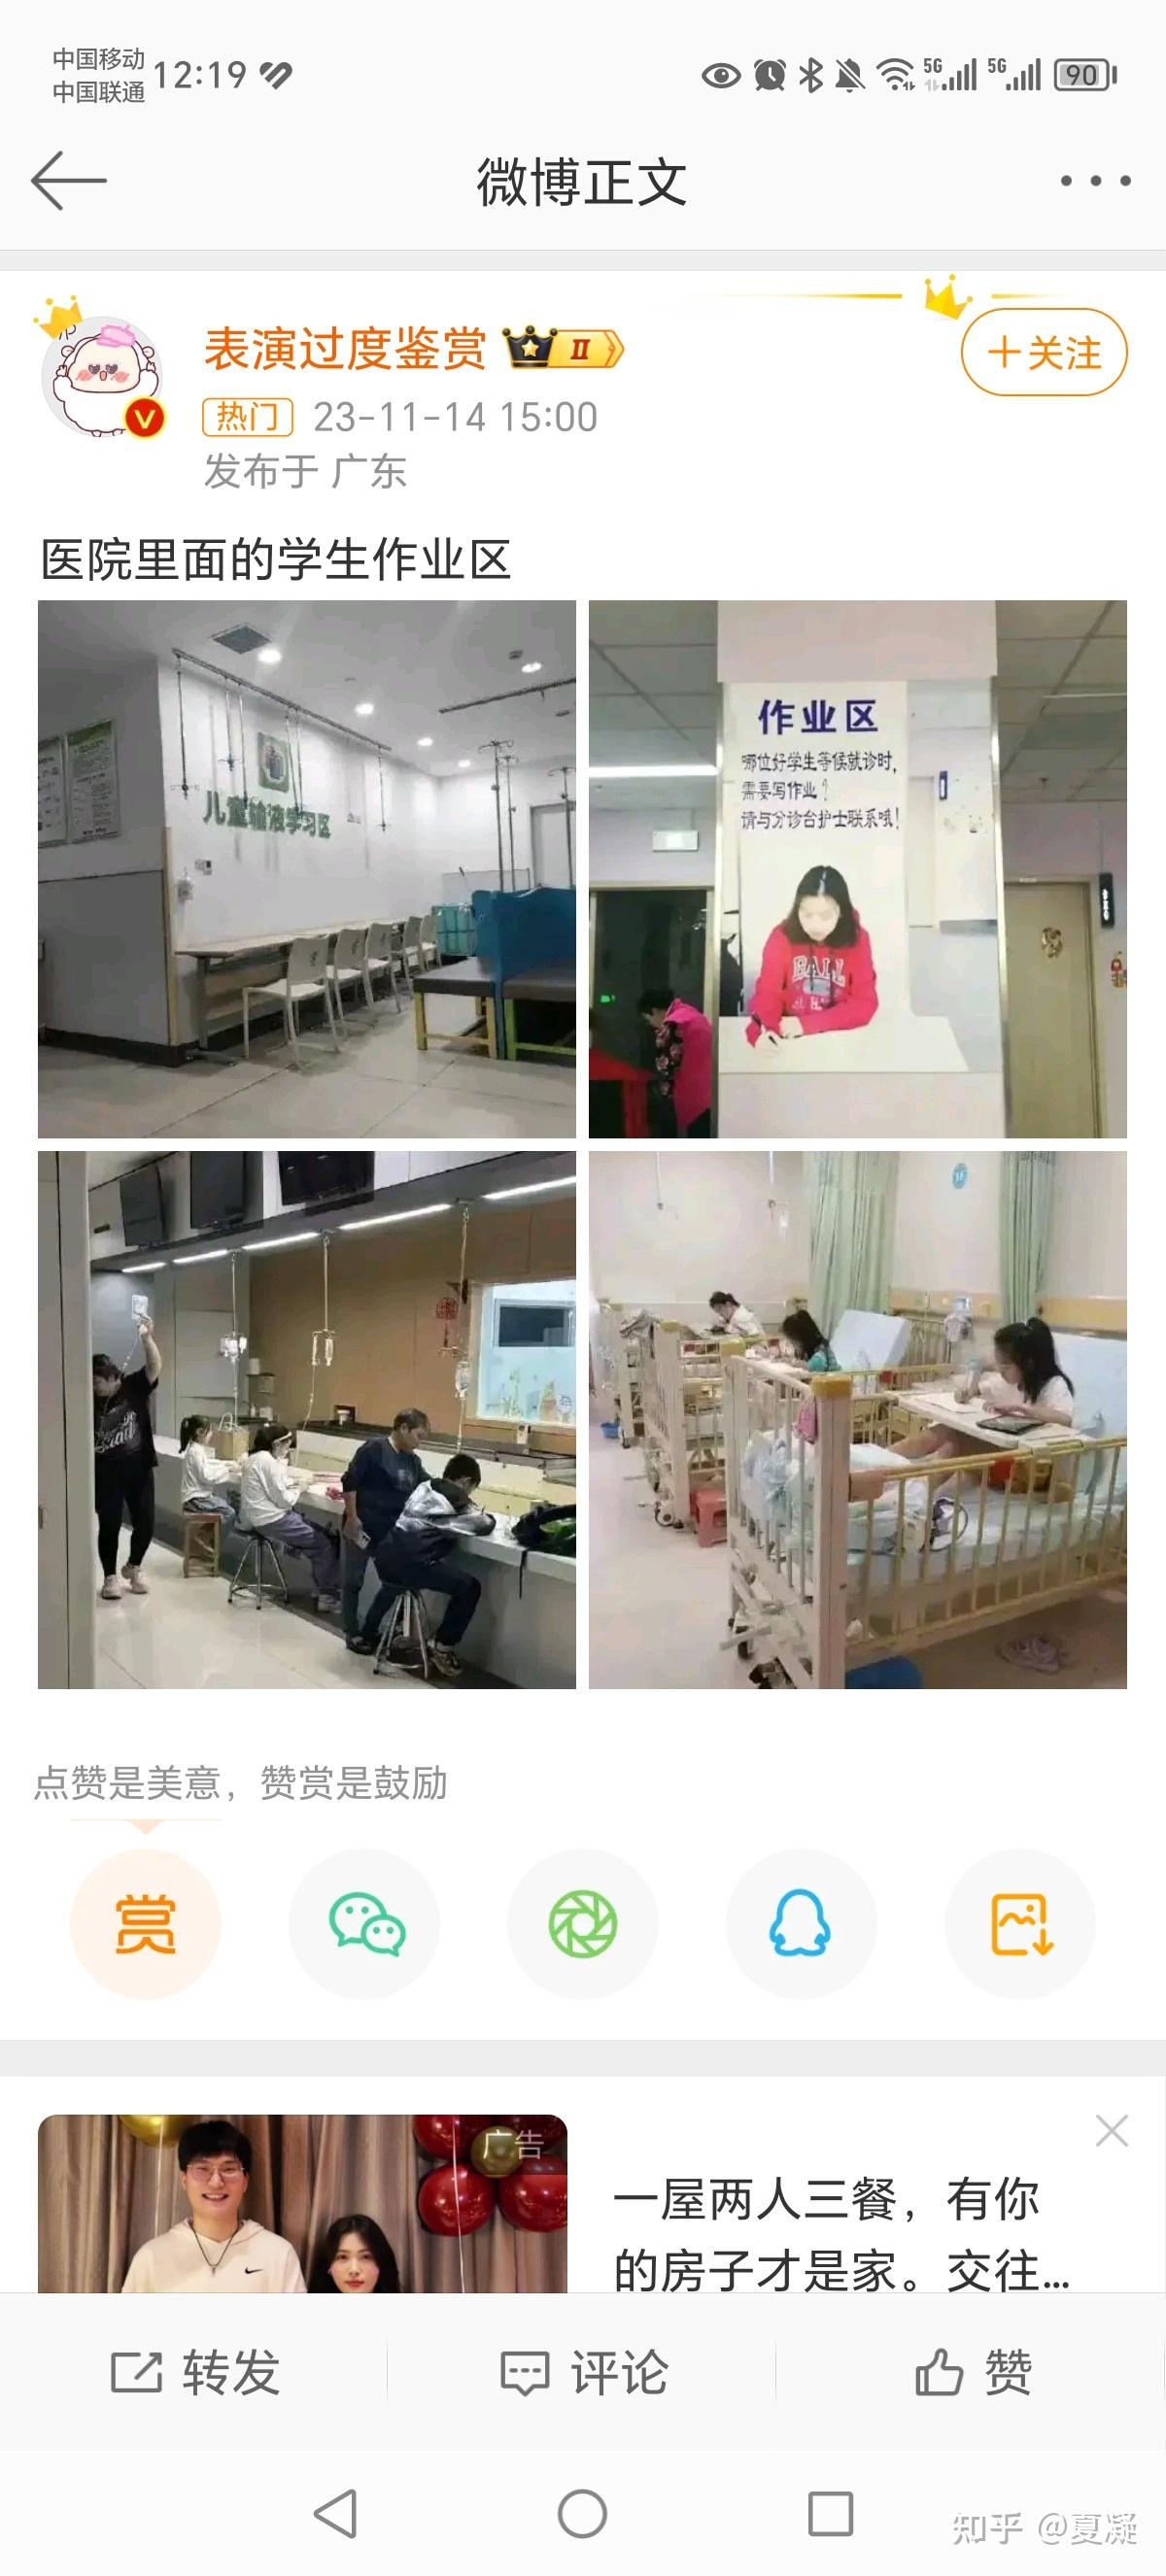 中国移动
中国联通
12:19
5G
5G
90
微博正文
表演过度鉴赏
II
+关注
热门 23-11-14 15:00
发布于 广东
医院里面的学生作业区
儿童输液学习区
作业区
哪位好学生等候就诊时,
需要写作业?
请与分诊台护士联系哦!
BALL
点赞是美意，赞赏是鼓励
赏
广告
一屋两人三餐，有你
的房子才是家。交往...
转发
评论
赞
知乎 @夏凝